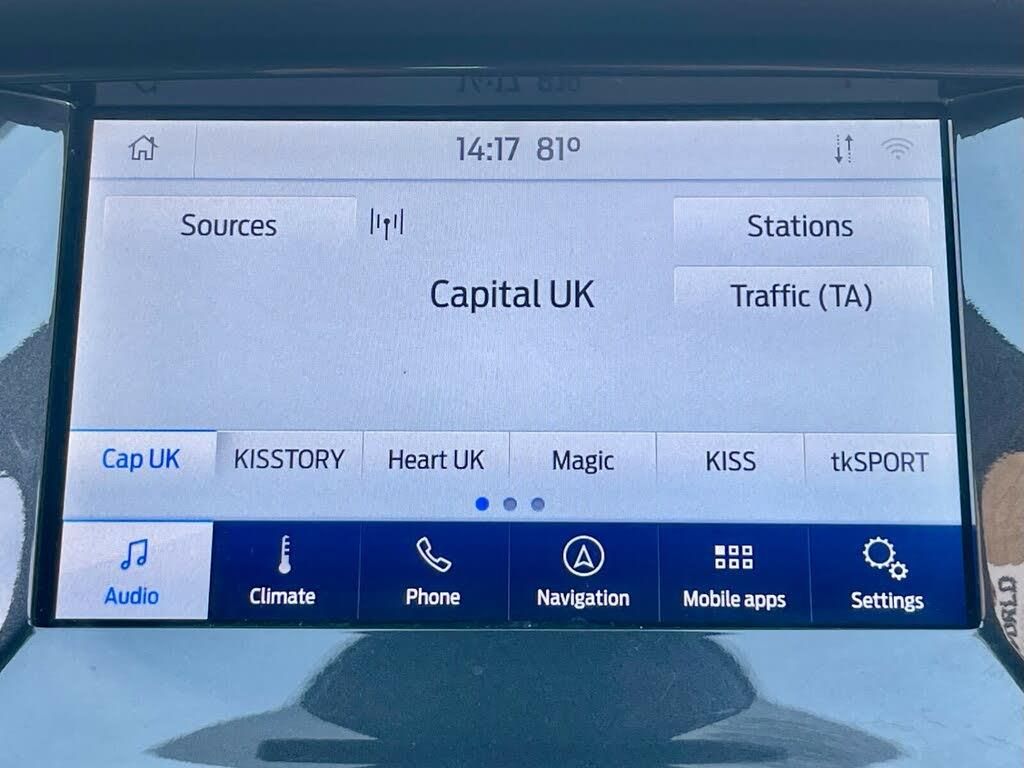 14:17 81º
Sources
Stations
Capital UK
Traffic (TA)
Cap UK KISSTORY Heart UK Magic KISS tkSPORT
Audio Climate Phone Navigation Mobile apps Settings